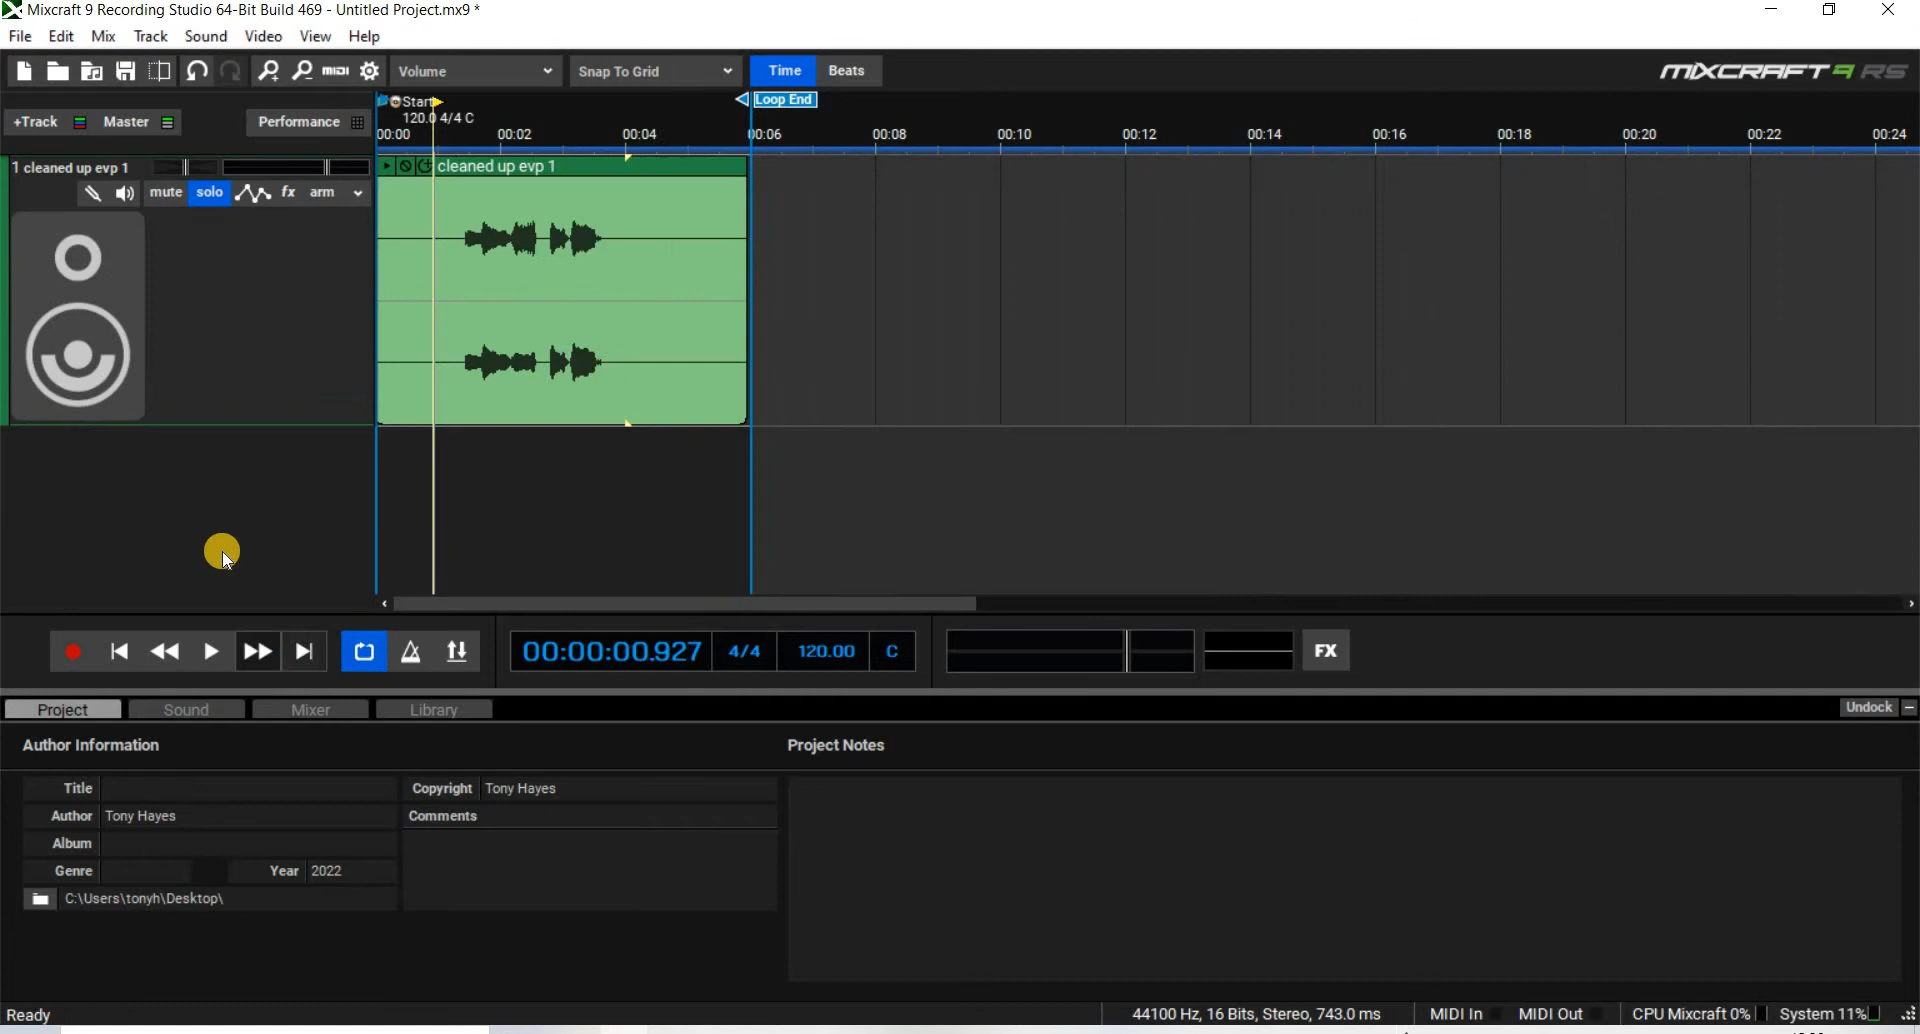 Mixcraft 9 Recording Studio 64-Bit Build 469 - Untitled Project.mx9 *
File Edit Mix Track Sound Video View Help
MIDI Volume Snap To Grid Time Beats MIXCRAFT 9 RS
Start Loop End
+Track Master Performance 120.0 4/4 C
00:00 00:02 00:04 00:06 00:08 00:10 00:12 00:14 00:16 00:18 00:20 00:22 00:24
1 cleaned up evp 1 cleaned up evp 1
mute solo fx arm
00:00:00.927 4/4 120.00 C FX
Project Sound Mixer Library Undock
Author Information Project Notes
Title Copyright Tony Hayes
Author Tony Hayes Comments
Album
Genre Year 2022
C:\Users\tonyh\Desktop\
Ready 44100 Hz, 16 Bits, Stereo, 743.0 ms MIDI In MIDI Out CPU Mixcraft 0% System 11%